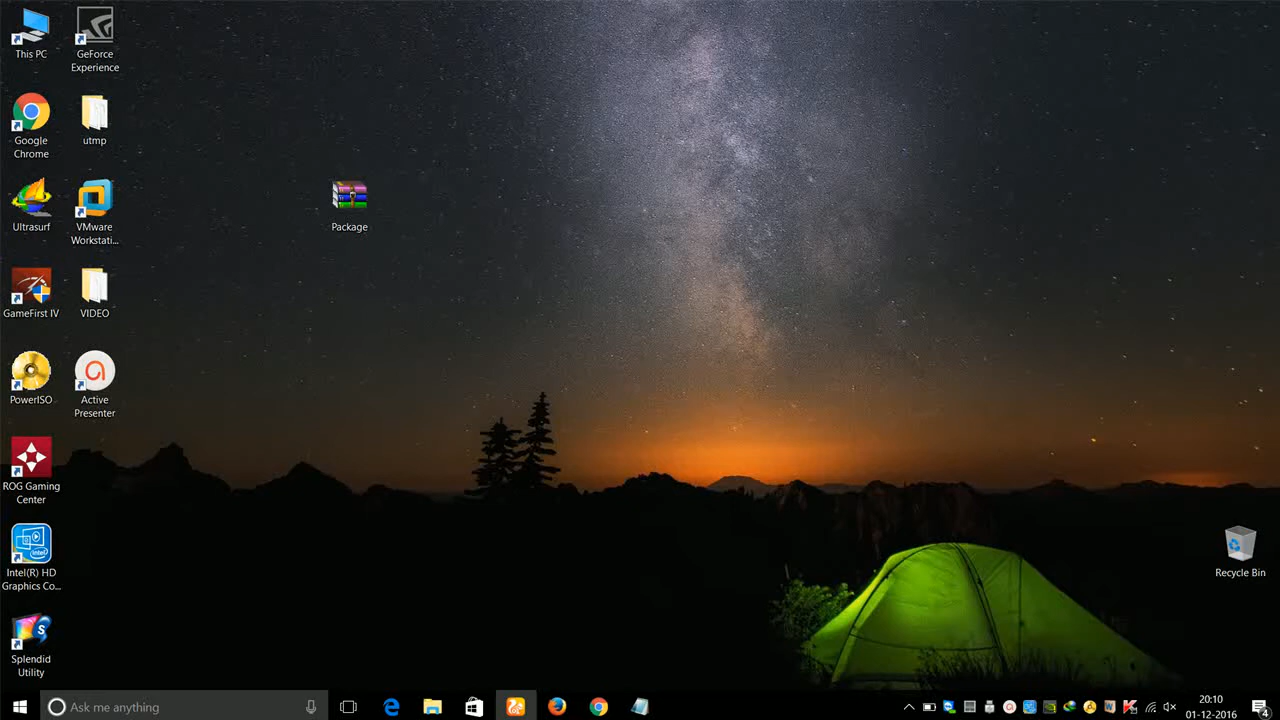 This PC
GeForce
Experience
Google
Chrome
utmp
Package
Ultrasurf
VMware
Workstati...
GameFirst IV
VIDEO
PowerISO
Active
Presenter
ROG Gaming
Center
Intel(R) HD
Graphics Co...
Splendid
Utility
Recycle Bin
Ask me anything
20:10
01-12-2016
4